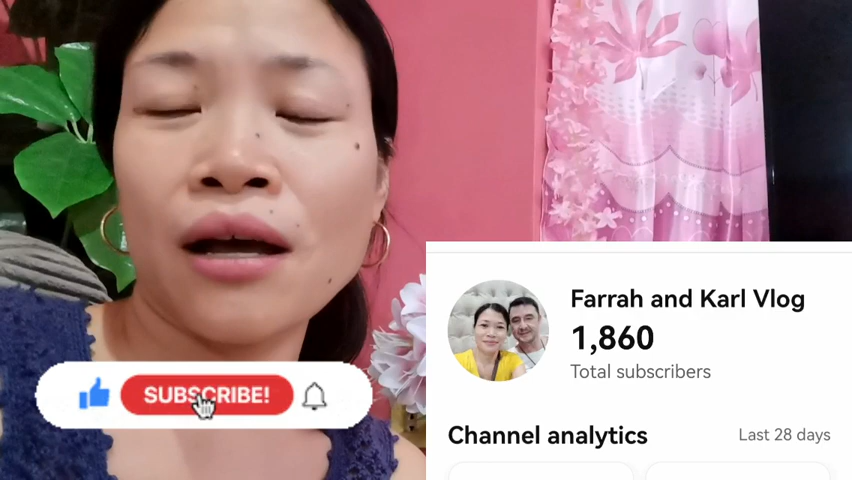 SUBSCRIBE!
Farrah and Karl Vlog
1,860
Total subscribers
Channel analytics
Last 28 days